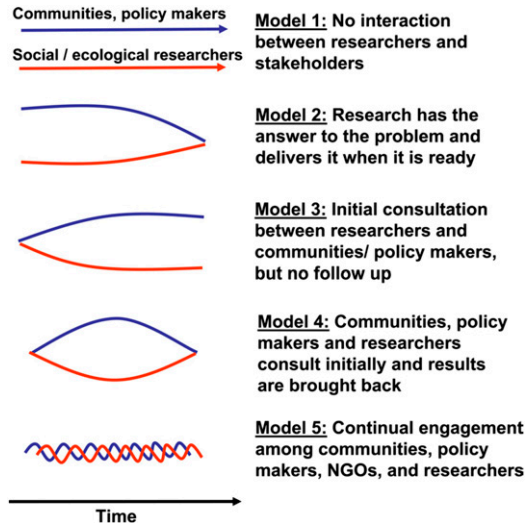 Communities, policy makers
Social / ecological researchers
Model 1: No interaction
between researchers and
stakeholders
Model 2: Research has the
answer to the problem and
delivers it when it is ready
Model 3: Initial consultation
between researchers and
communities/ policy makers,
but no follow up
Model 4: Communities, policy
makers and researchers
consult initially and results
are brought back
Model 5: Continual engagement
among communities, policy
makers, NGOs, and researchers
Time